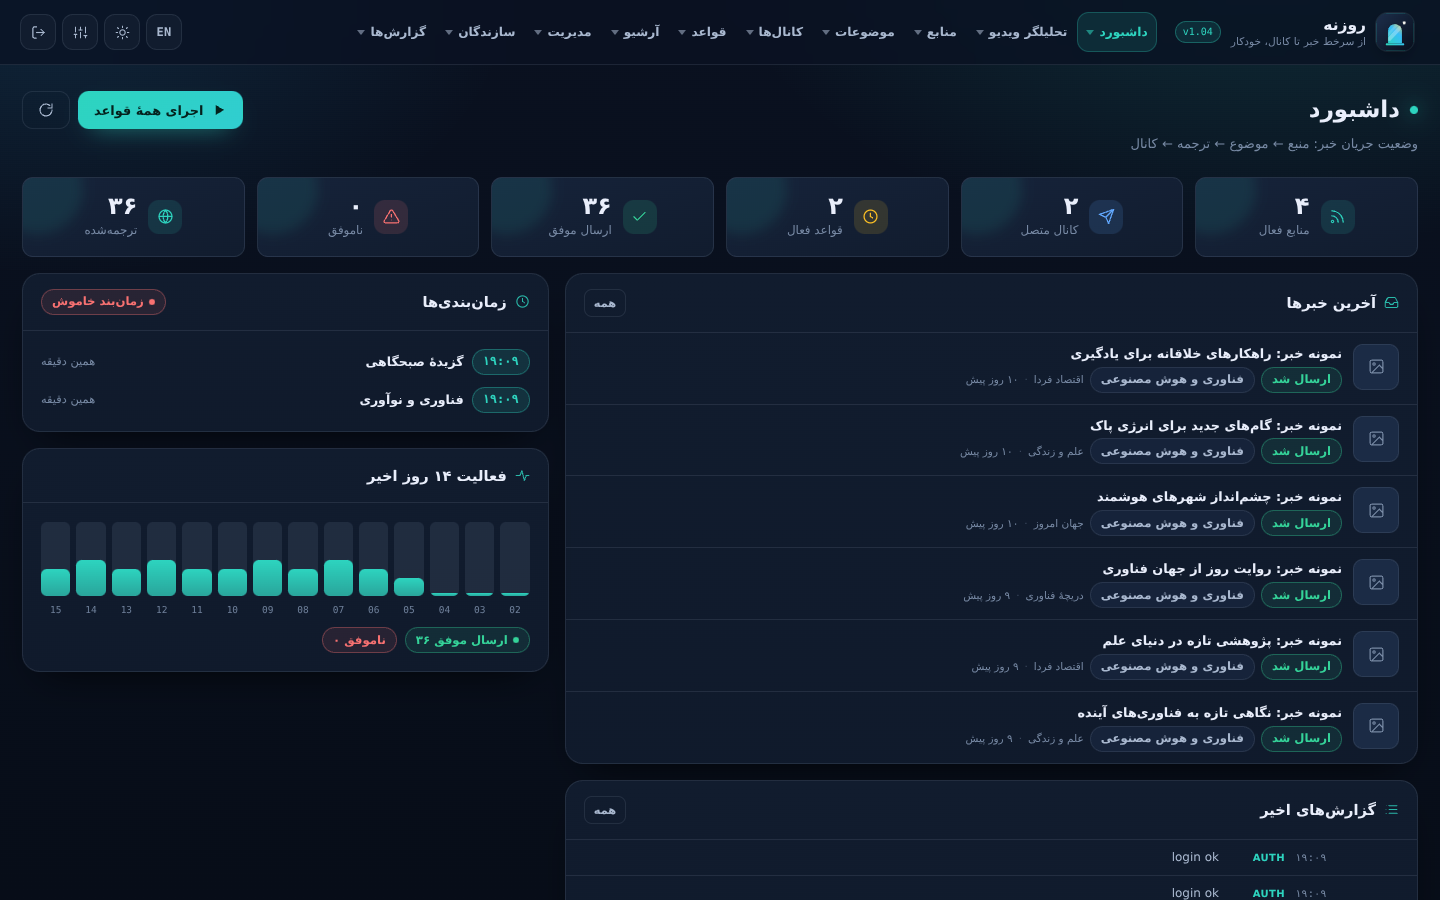 روزنه
از سرخط خبر تا کانال، خودکار
v1.04
داشبورد
تحلیلگر ویدیو
منابع
موضوعات
کانال‌ها
قواعد
آرشیو
مدیریت
سازندگان
گزارش‌ها
EN
داشبورد
وضعیت جریان خبر: منبع ← موضوع ← ترجمه ← کانال
اجرای همهٔ قواعد
۴
منابع فعال
۲
کانال متصل
۲
قواعد فعال
۳۶
ارسال موفق
۰
ناموفق
۳۶
ترجمه‌شده
آخرین خبرها
همه
نمونه خبر: راهکارهای خلاقانه برای یادگیری
ارسال شد فناوری و هوش مصنوعی اقتصاد فردا · ۱۰ روز پیش
نمونه خبر: گام‌های جدید برای انرژی پاک
ارسال شد فناوری و هوش مصنوعی علم و زندگی · ۱۰ روز پیش
نمونه خبر: چشم‌انداز شهرهای هوشمند
ارسال شد فناوری و هوش مصنوعی جهان امروز · ۱۰ روز پیش
نمونه خبر: روایت روز از جهان فناوری
ارسال شد فناوری و هوش مصنوعی دریچهٔ فناوری · ۹ روز پیش
نمونه خبر: پژوهشی تازه در دنیای علم
ارسال شد فناوری و هوش مصنوعی اقتصاد فردا · ۹ روز پیش
نمونه خبر: نگاهی تازه به فناوری‌های آینده
ارسال شد فناوری و هوش مصنوعی علم و زندگی · ۹ روز پیش
گزارش‌های اخیر
همه
۱۹:۰۹ AUTH login ok
۱۹:۰۹ AUTH login ok
زمان‌بندی‌ها
زمان‌بند خاموش
۱۹:۰۹ گزیدهٔ صبحگاهی همین دقیقه
۱۹:۰۹ فناوری و نوآوری همین دقیقه
فعالیت ۱۴ روز اخیر
15 14 13 12 11 10 09 08 07 06 05 04 03 02
ارسال موفق ۳۶
ناموفق ۰